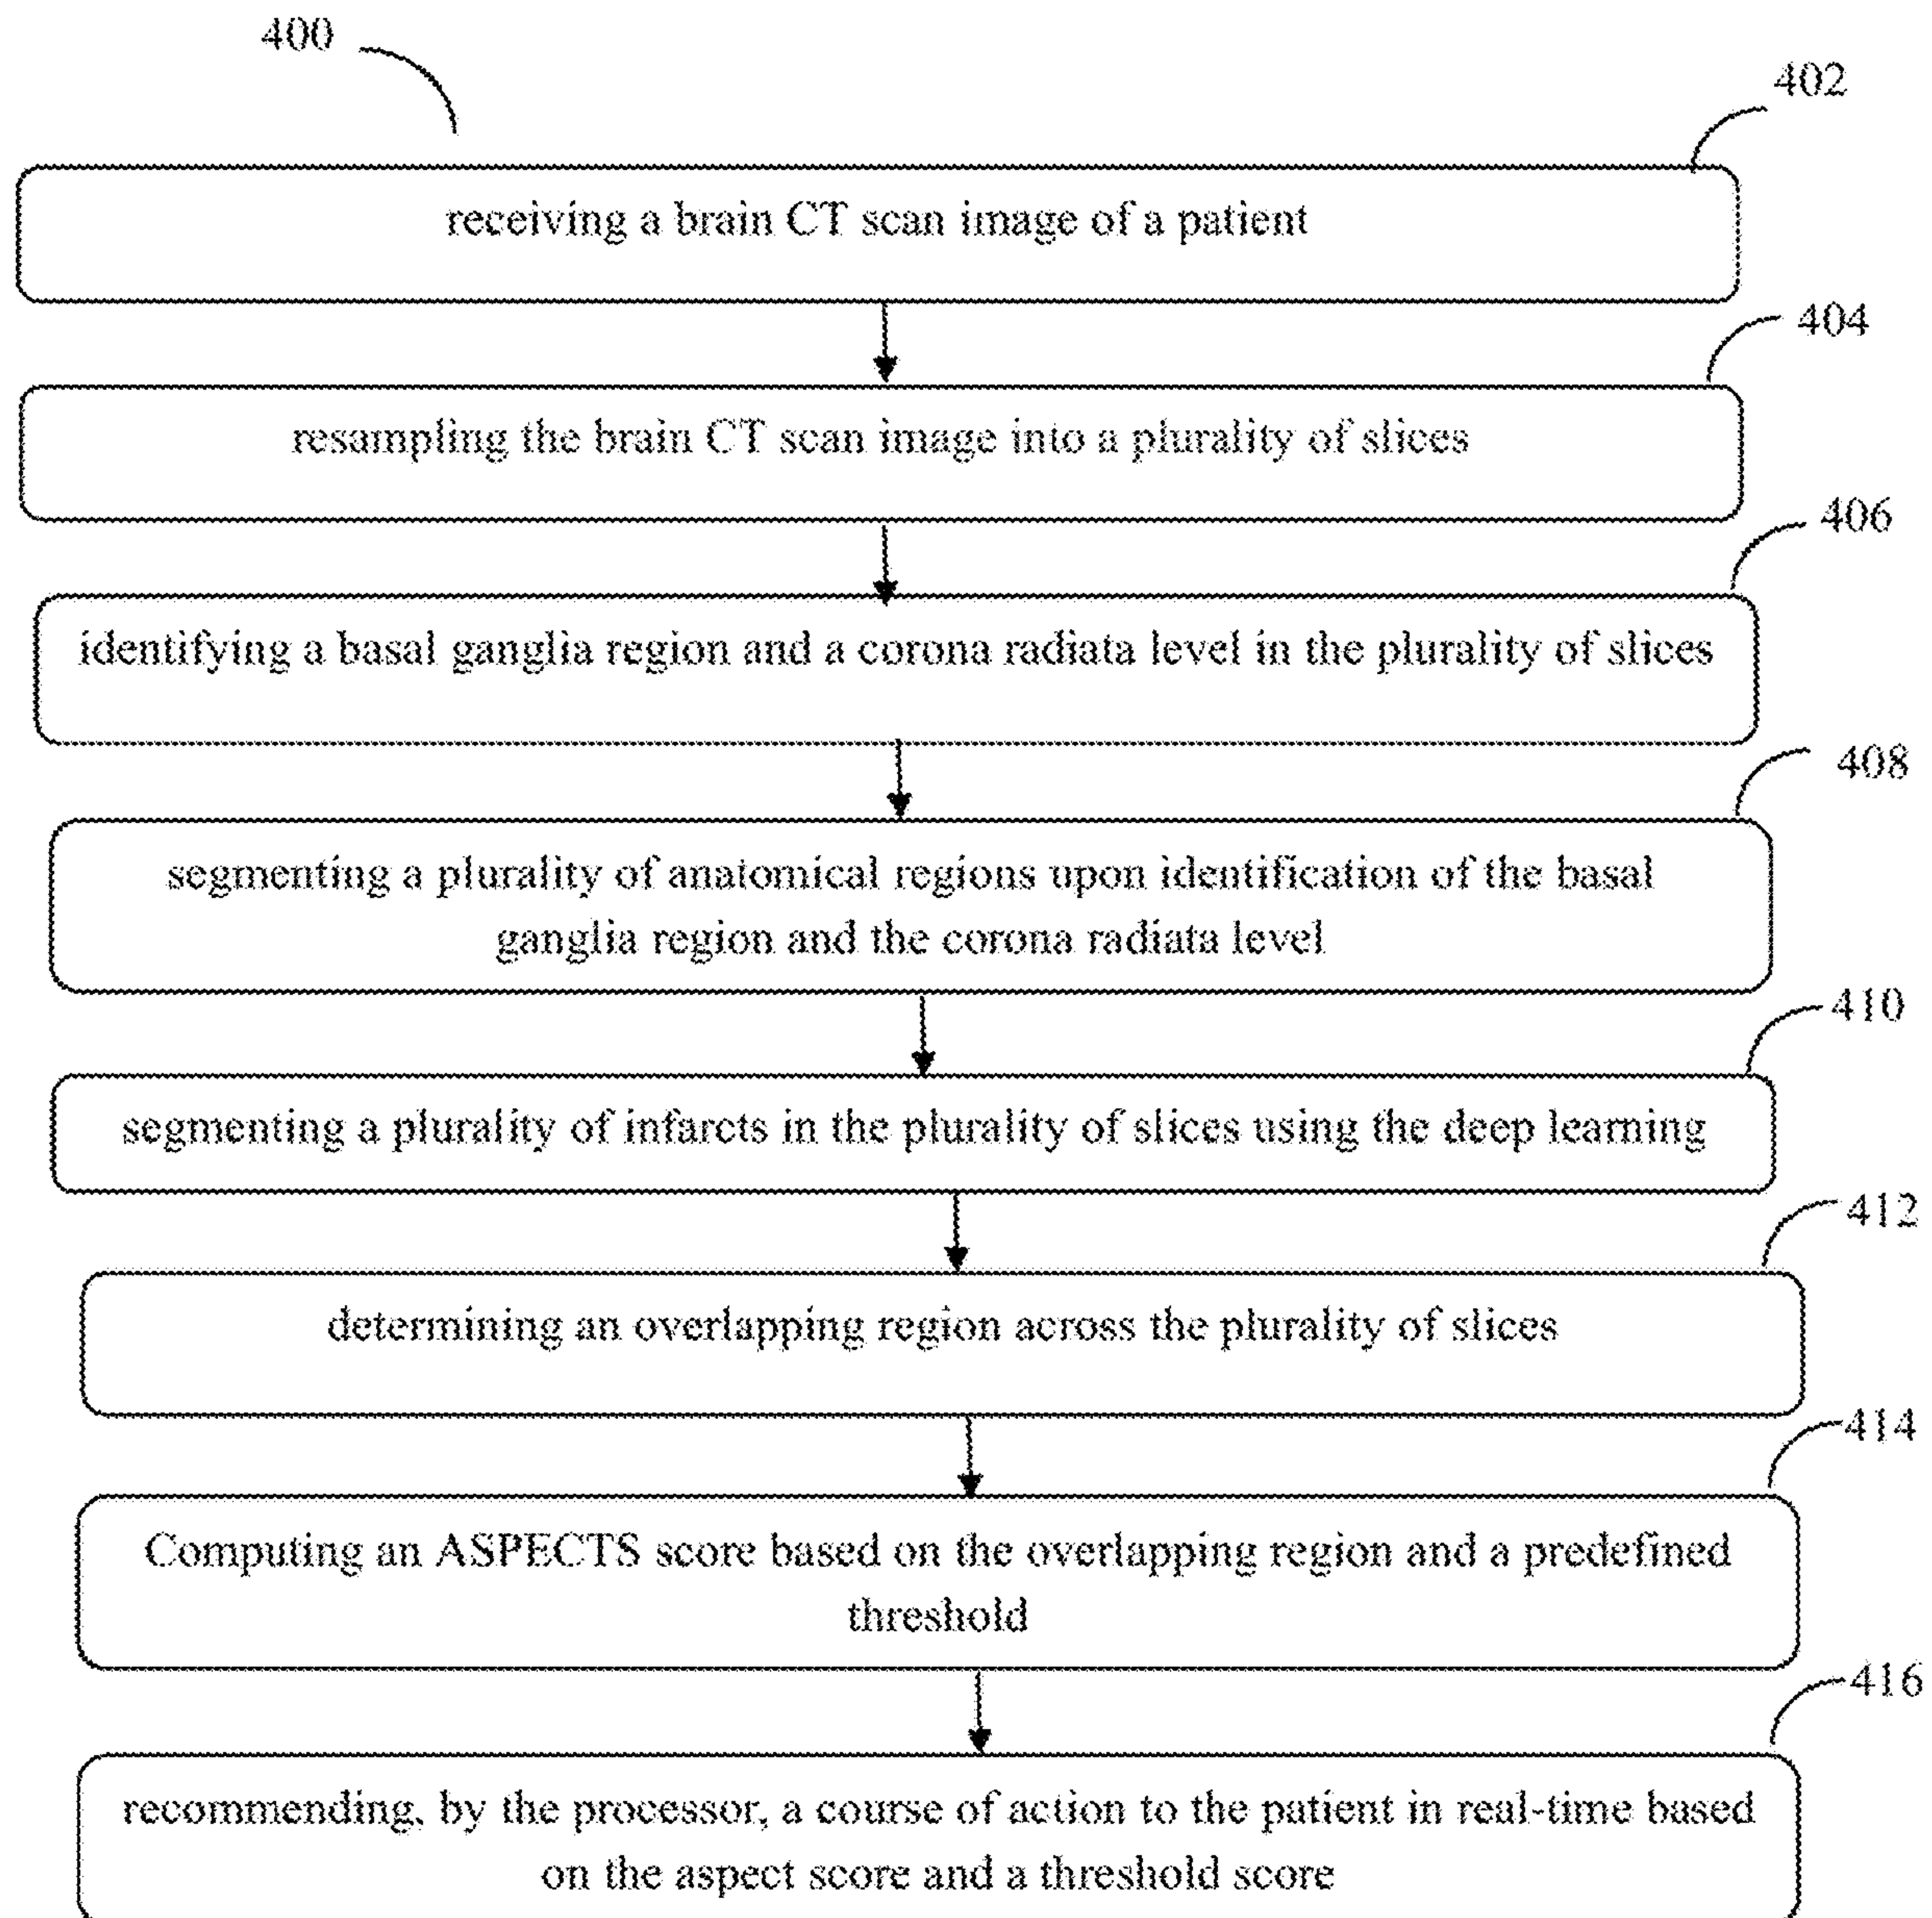 400
402
receiving a brain CT scan image of a patient
404
resampling the brain CT scan image into a plurality of slices
406
identifying a basal ganglia region and a corona radiata level in the plurality of slices
408
segmenting a plurality of anatomical regions upon identification of the basal
ganglia region and the corona radiata level
410
segmenting a plurality of infarcts in the plurality of slices using the deep learning
412
determining an overlapping region across the plurality of slices
414
Computing an ASPECTS score based on the overlapping region and a predefined
threshold
416
recommending, by the processor, a course of action to the patient in real-time based
on the aspect score and a threshold score